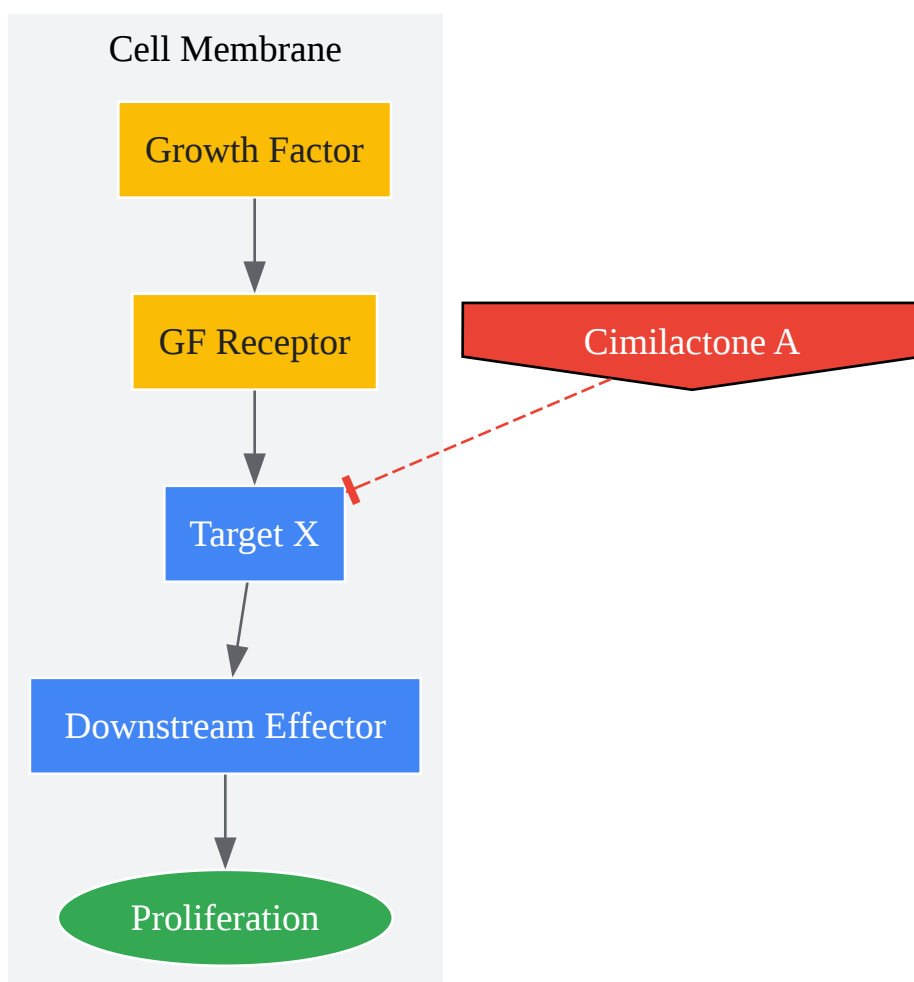 Cell Membrane
Growth Factor
GF Receptor
Cimilactone A
Target X
Downstream Effector
Proliferation